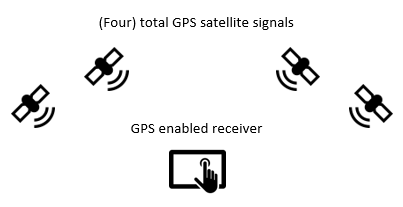 (Four) total GPS satellite signals
GPS enabled receiver